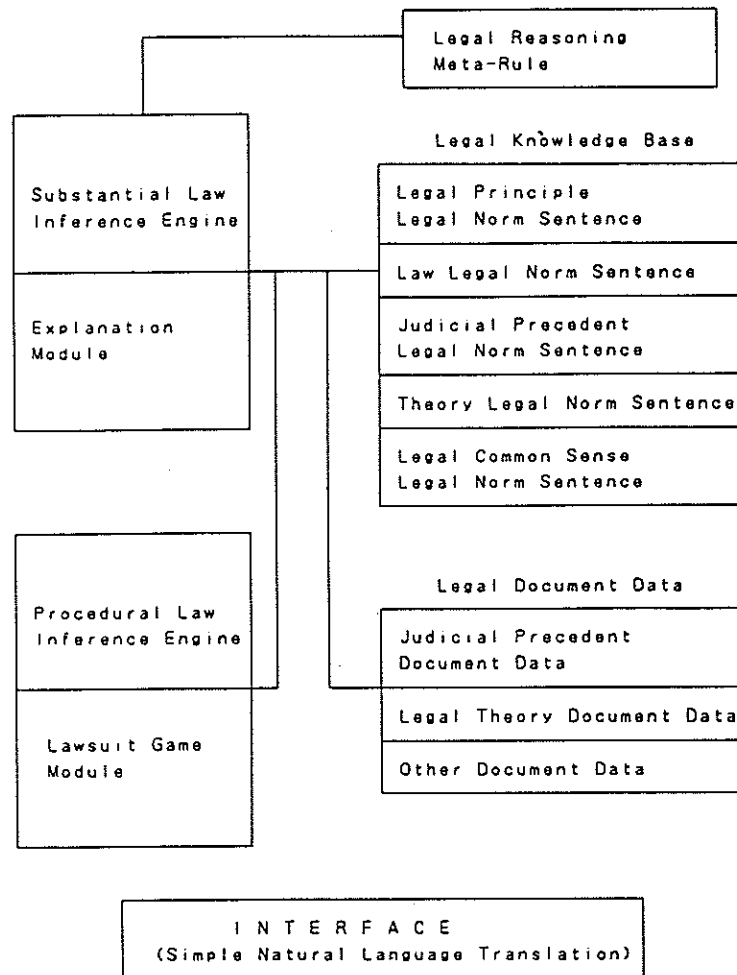 Legal Reasoning
Meta-Rule
Substantial Law
Inference Engine
Explanation
Module
Legal Knowledge Base
Legal Principle
Legal Norm Sentence
Law Legal Norm Sentence
Judicial Precedent
Legal Norm Sentence
Theory Legal Norm Sentence
Legal Common Sense
Legal Norm Sentence
Procedural Law
Inference Engine
Lawsuit Game
Module
Legal Document Data
Judicial Precedent
Document Data
Legal Theory Document Data
Other Document Data
INTERFACE
(Simple Natural Language Translation)